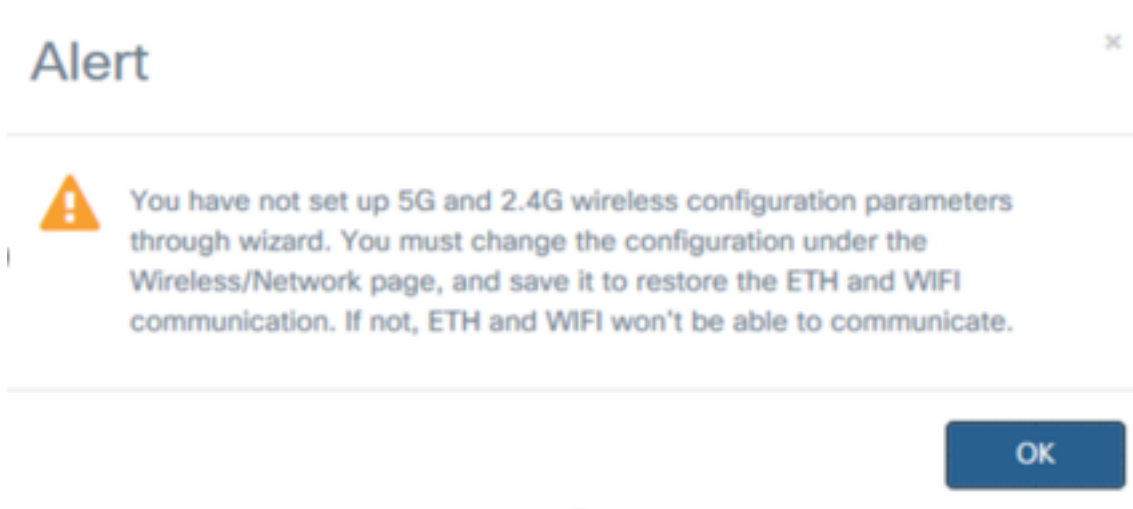 Alert
You have not set up 5G and 2.4G wireless configuration parameters
through wizard. You must change the configuration under the
Wireless/Network page, and save it to restore the ETH and WIFI
communication. If not, ETH and WIFI won't be able to communicate.
OK